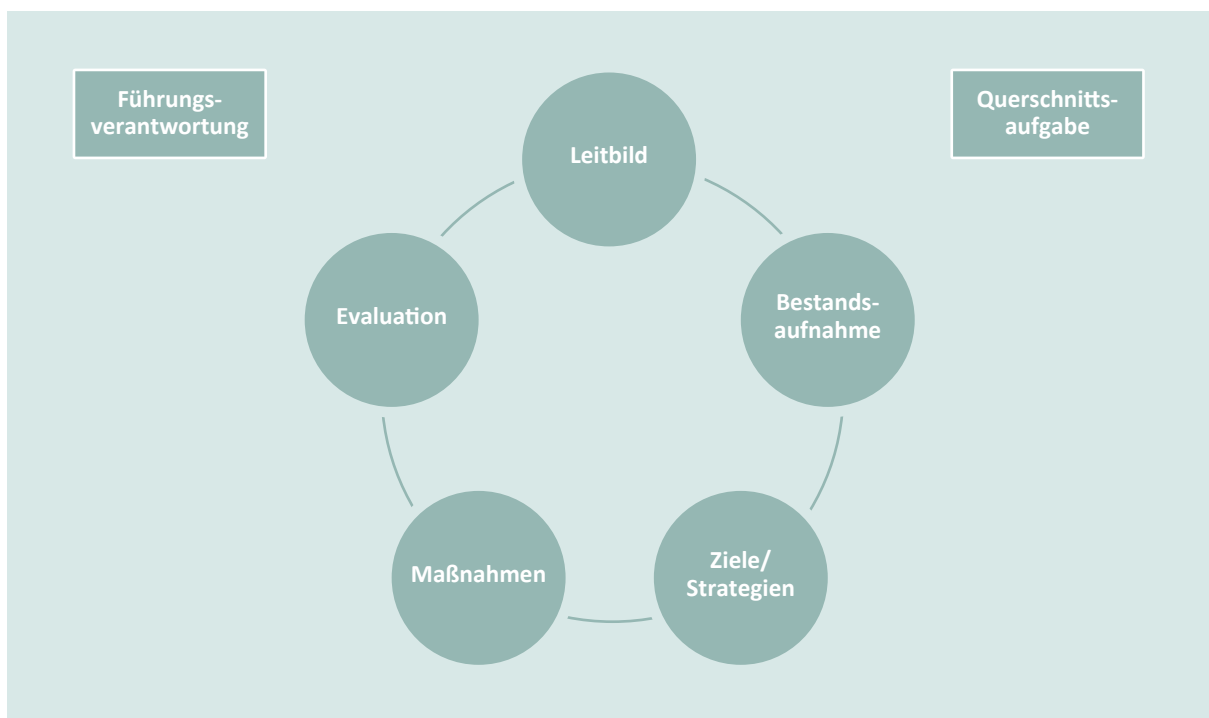 Führungs-
verantwortung
Querschnitts-
aufgabe
Leitbild
Bestands-
aufnahme
Ziele/
Strategien
Maßnahmen
Evaluation